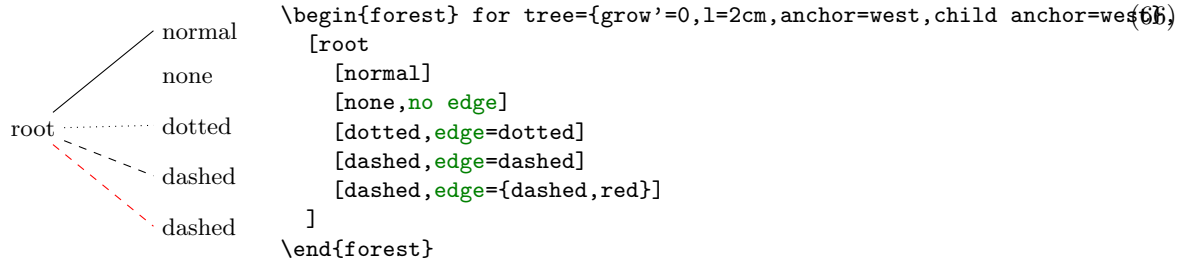 normal
none
root
dotted
dashed
dashed
\begin{forest} for tree={grow'=0,l=2cm,anchor=west,child anchor=west},
(66)
[root
[normal]
[none,no edge]
[dotted,edge=dotted]
[dashed,edge=dashed]
[dashed,edge={dashed,red}]
]
\end{forest}